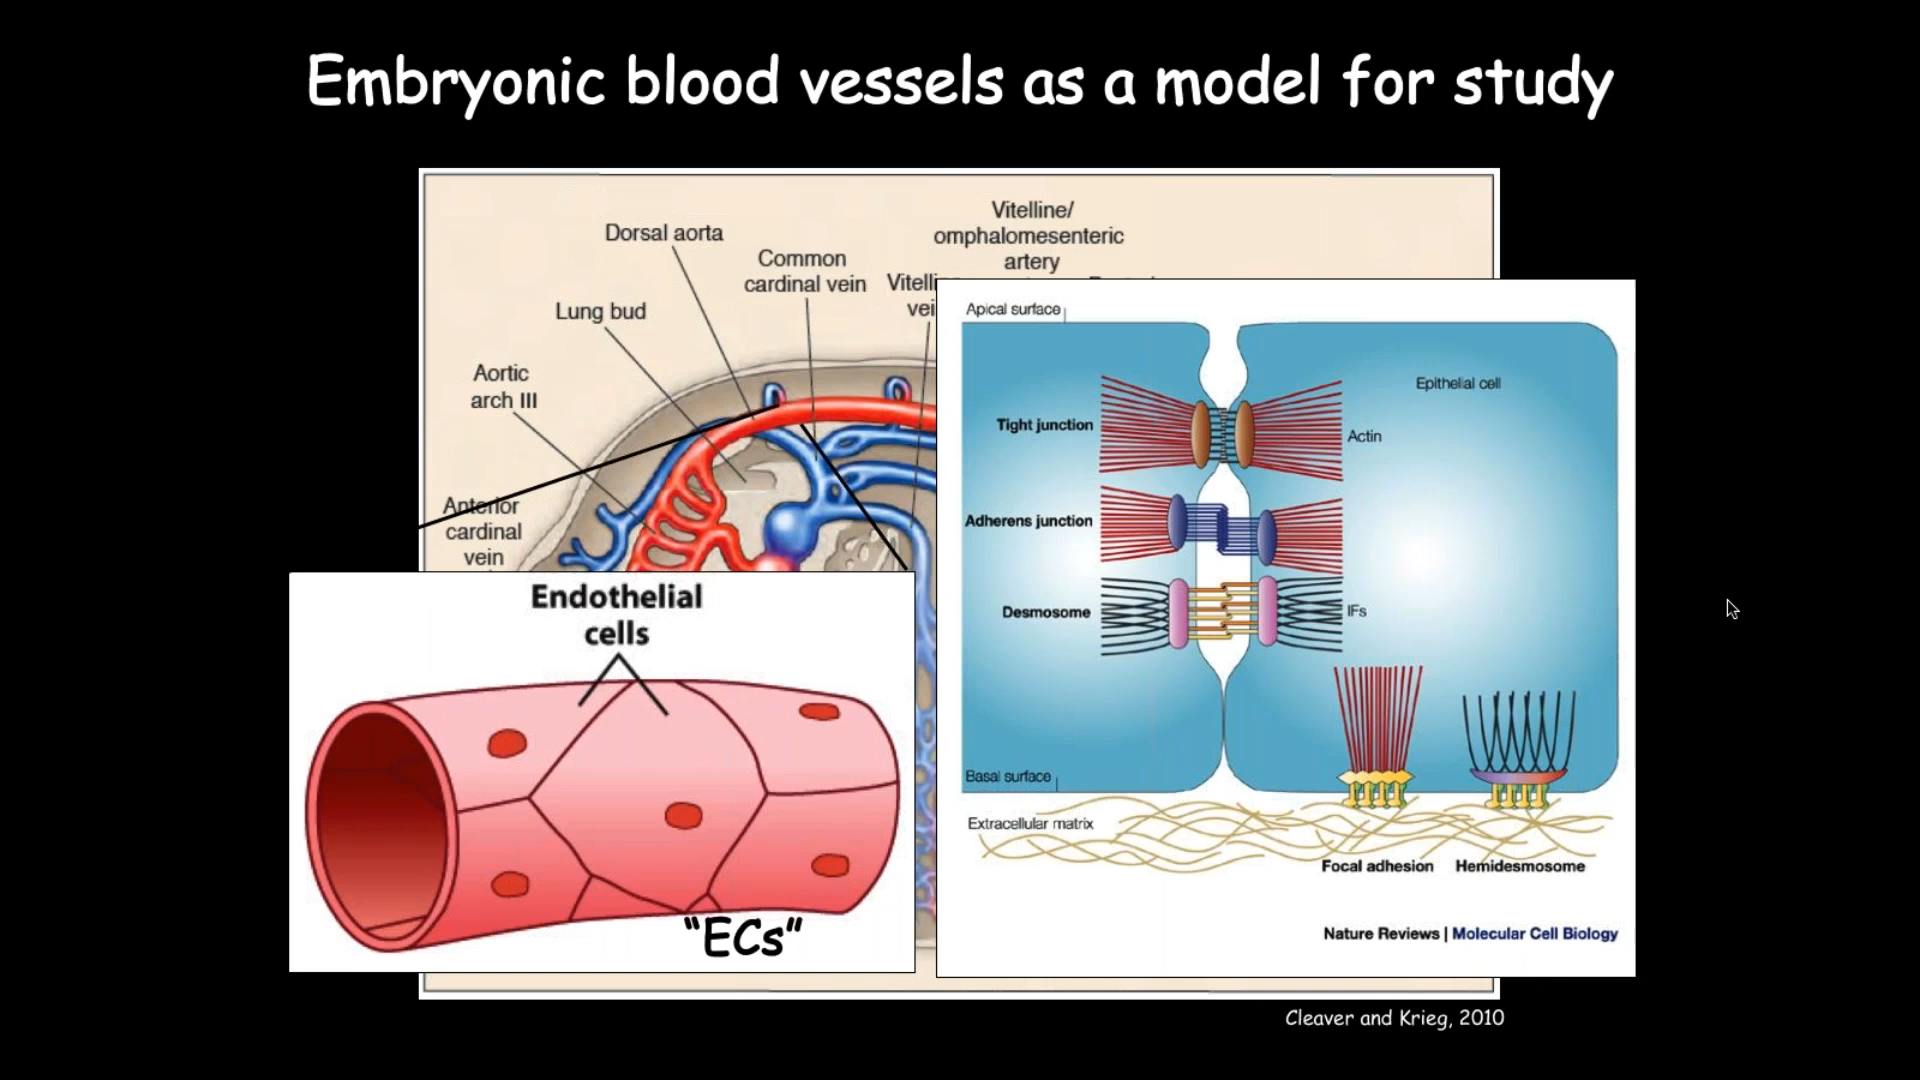 Embryonic blood vessels as a model for study
Vitelline/
omphalomesenteric
artery
Dorsal aorta
Common
cardinal vein
Lung bud
Aortic
arch III
Anterior
cardinal
vein
Endothelial
cells
"ECs"
Apical surface
Epithelial cell
Tight junction
Actin
Adherens junction
Desmosome
IFs
Basal surface
Extracellular matrix
Focal adhesion
Hemidesmosome
Nature Reviews | Molecular Cell Biology
Cleaver and Krieg, 2010